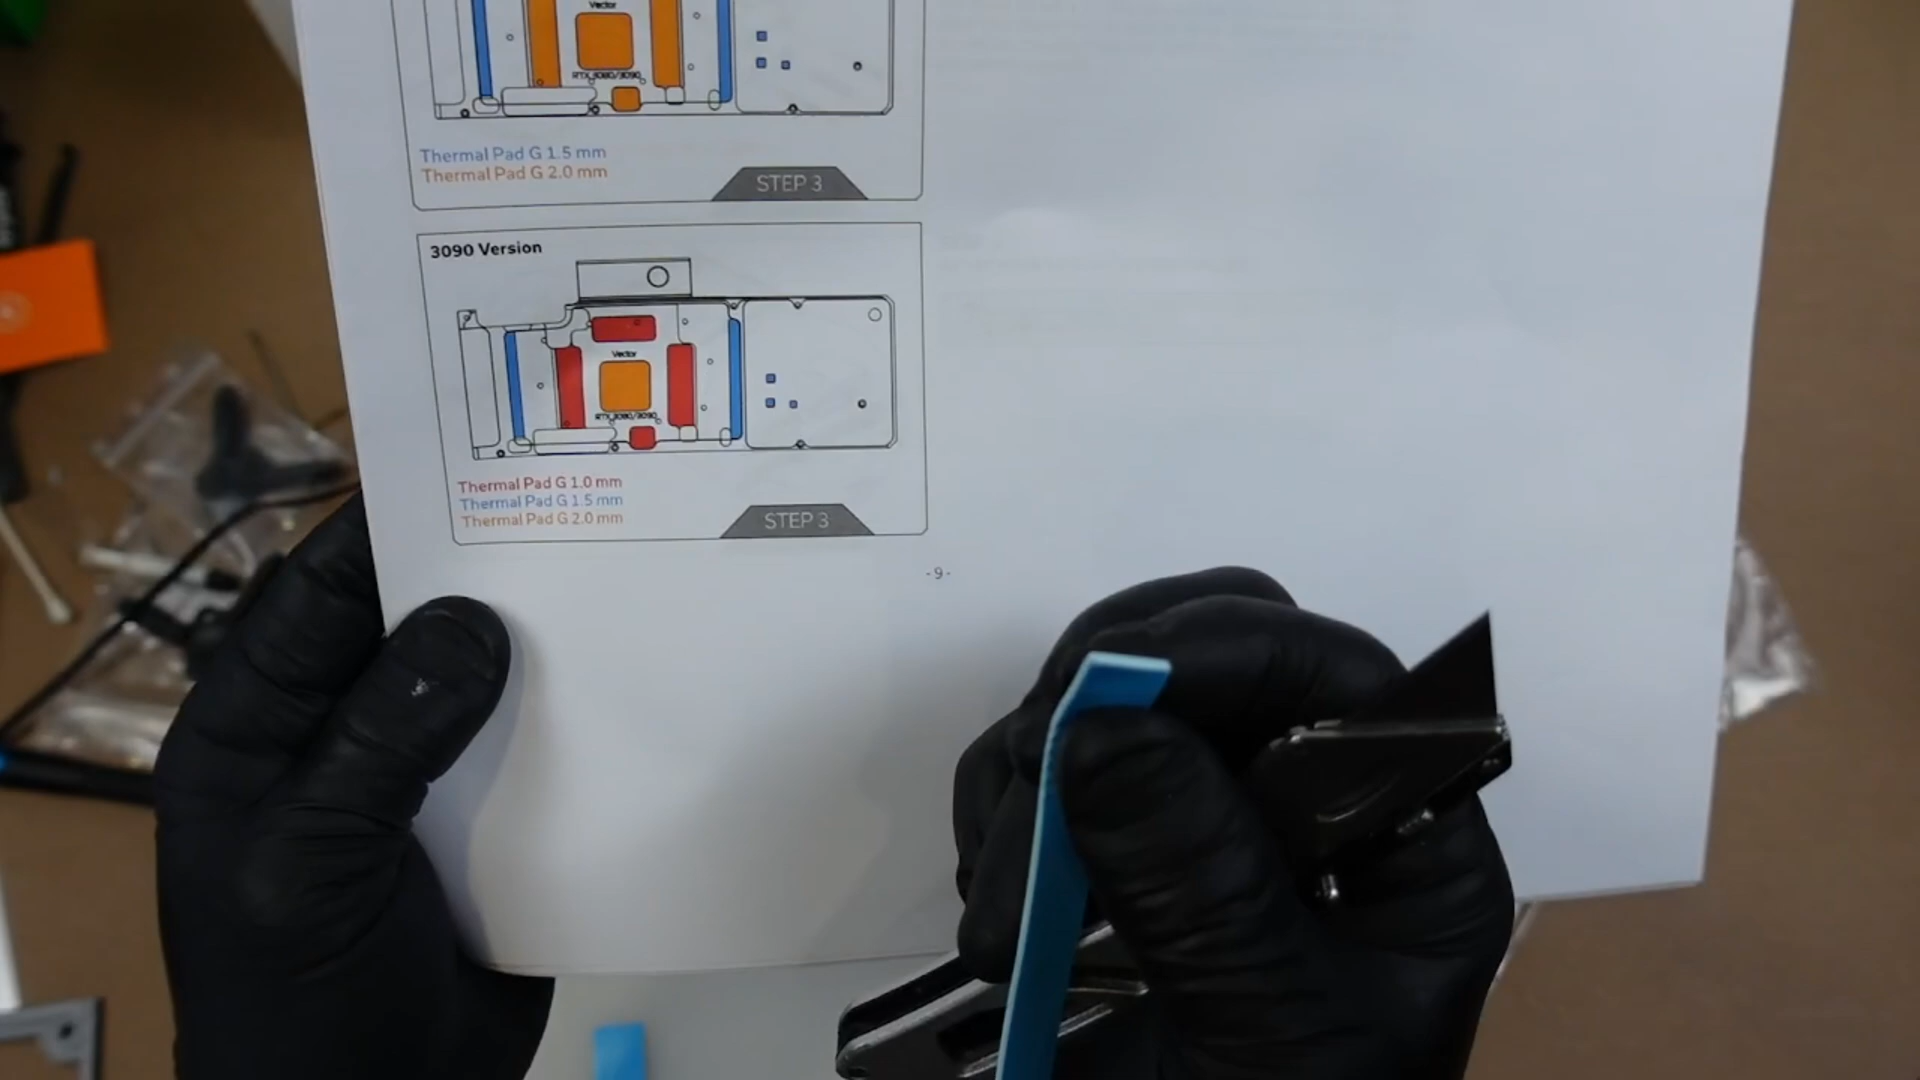 Vector
RTX 3080/3090
Thermal Pad G 1.5 mm
Thermal Pad G 2.0 mm
STEP 3
3090 Version
Vector
RTX 3080/3090
Thermal Pad G 1.0 mm
Thermal Pad G 1.5 mm
Thermal Pad G 2.0 mm
STEP 3
-9-